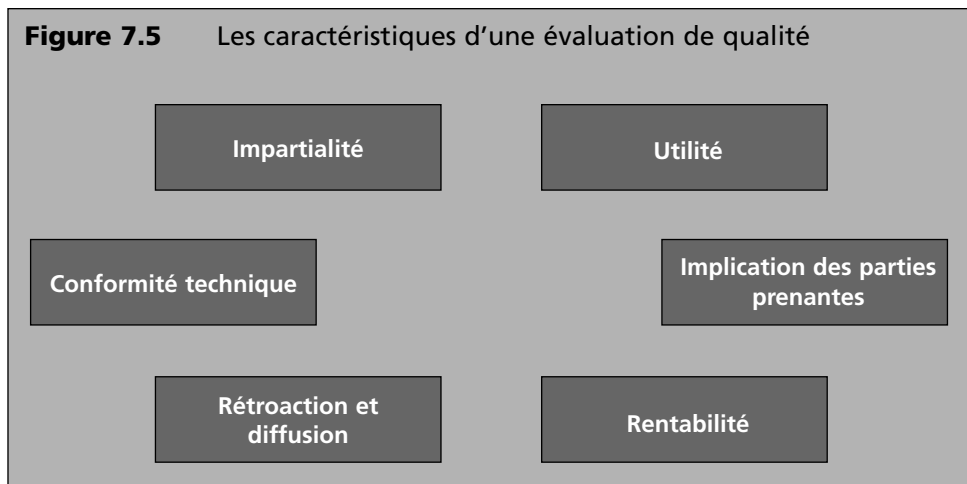 Figure 7.5 Les caractéristiques d’une évaluation de qualité
Impartialité
Utilité
Conformité technique
Implication des parties
prenantes
Rétroaction et
diffusion
Rentabilité